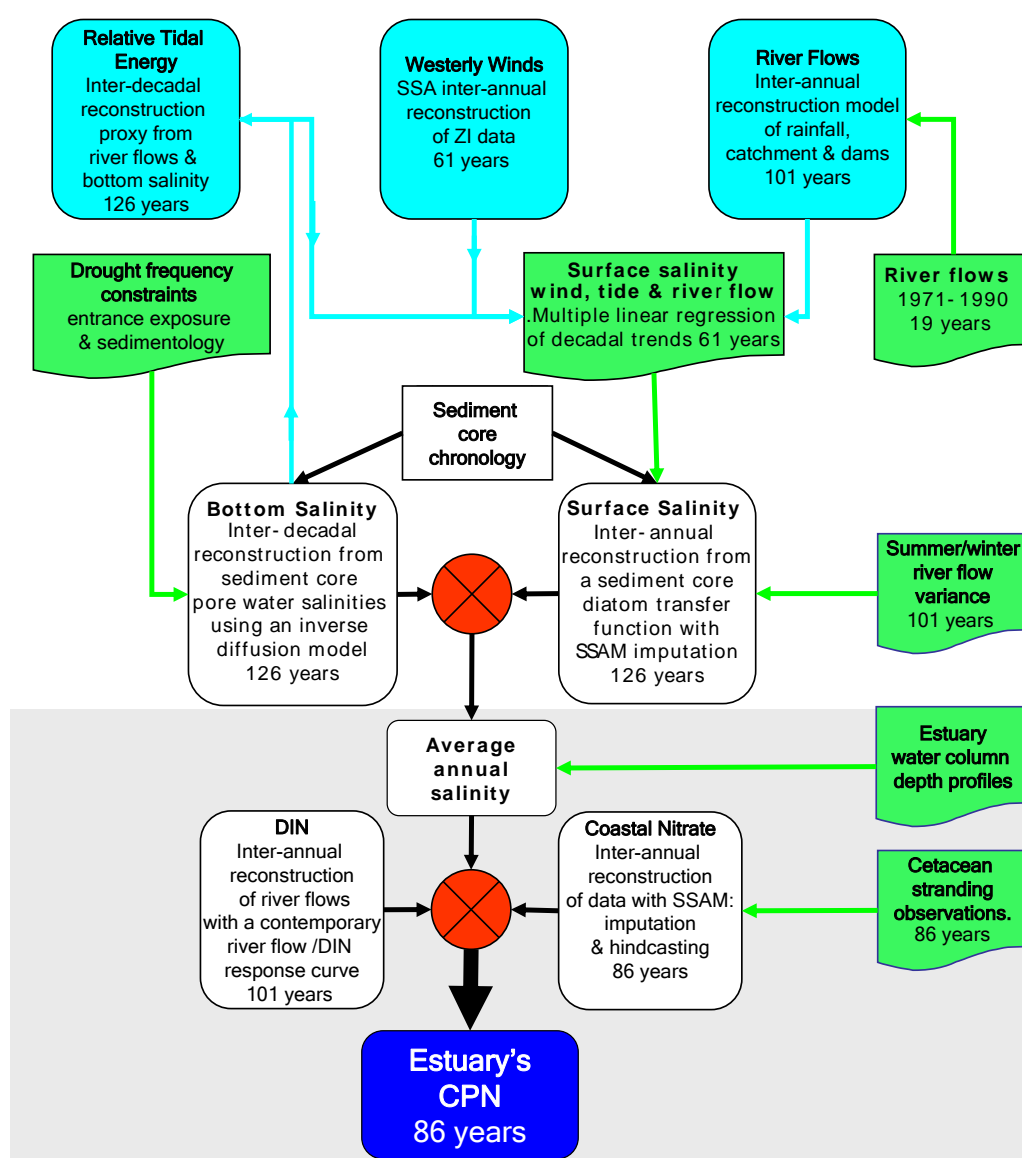 Relative Tidal
Energy
Inter-decadal
reconstruction
proxy from
river flows &
bottom salinity
126 years
Westerly Winds
SSA inter-annual
reconstruction
of ZI data
61 years
River Flows
Inter-annual
reconstruction model
of rainfall,
catchment & dams
101 years
Drought frequency
constraints
entrance exposure
& sedimentology
Surface salinity
wind, tide & river flow
.Multiple linear regression
of decadal trends 61 years
River flows
1971- 1990
19 years
Sediment
core
chronology
Bottom Salinity
Inter- decadal
reconstruction from
sediment core
pore water salinities
using an inverse
diffusion model
126 years
Surface Salinity
Inter- annual
reconstruction from
a sediment core
diatom transfer
function with
SSAM imputation
126 years
Summer/winter
river flow
variance
101 years
Average
annual
salinity
Estuary
water column
depth profiles
DIN
Inter-annual
reconstruction
of river flows
with a contemporary
river flow /DIN
response curve
101 years
Coastal Nitrate
Inter-annual
reconstruction
of data with SSAM:
imputation
& hindcasting
86 years
Cetacean
stranding
observations.
86 years
Estuary's
CPN
86 years